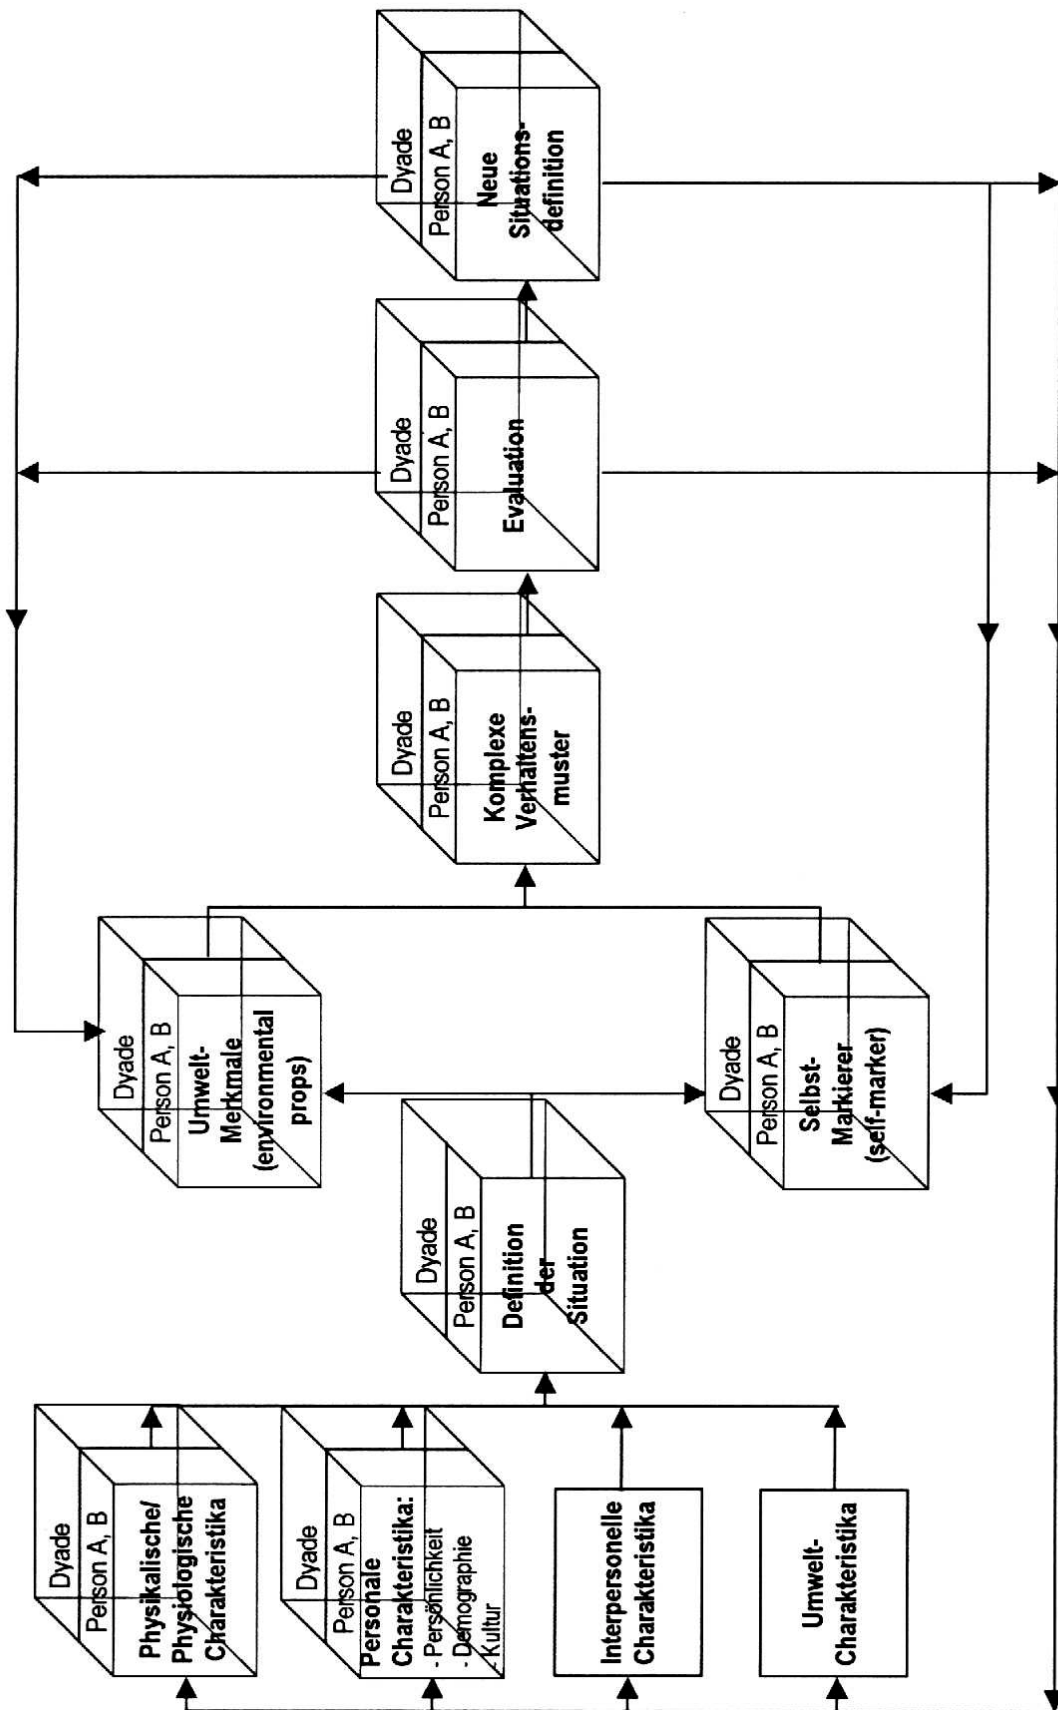 Dyade
Person A, B
Physikalische/
Physiologische
Charakteristika
Dyade
Person A, B
Personale
Charakteristika:
- Persönlichkeit
- Demographie
- Kultur
Interpersonelle
Charakteristika
Umwelt-
Charakteristika
Dyade
Person A, B
Definition
der
Situation
Dyade
Person A, B
Umwelt-
Merkmale
(environmental
props)
Dyade
Person A, B
Selbst-
Markierer
(self-marker)
Dyade
Person A, B
Komplexe
Verhaltens-
muster
Dyade
Person A, B
Evaluation
Dyade
Person A, B
Neue
Situations-
definition